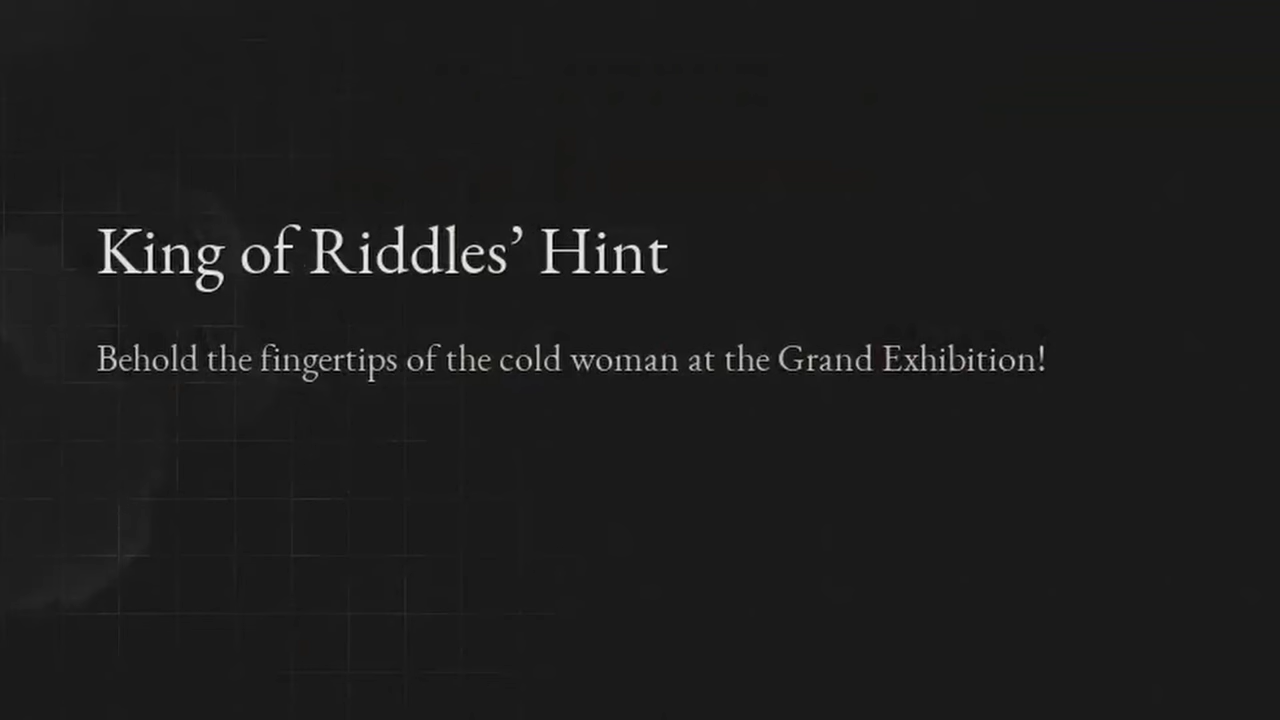 King of Riddles’ Hint
Behold the fingertips of the cold woman at the Grand Exhibition!